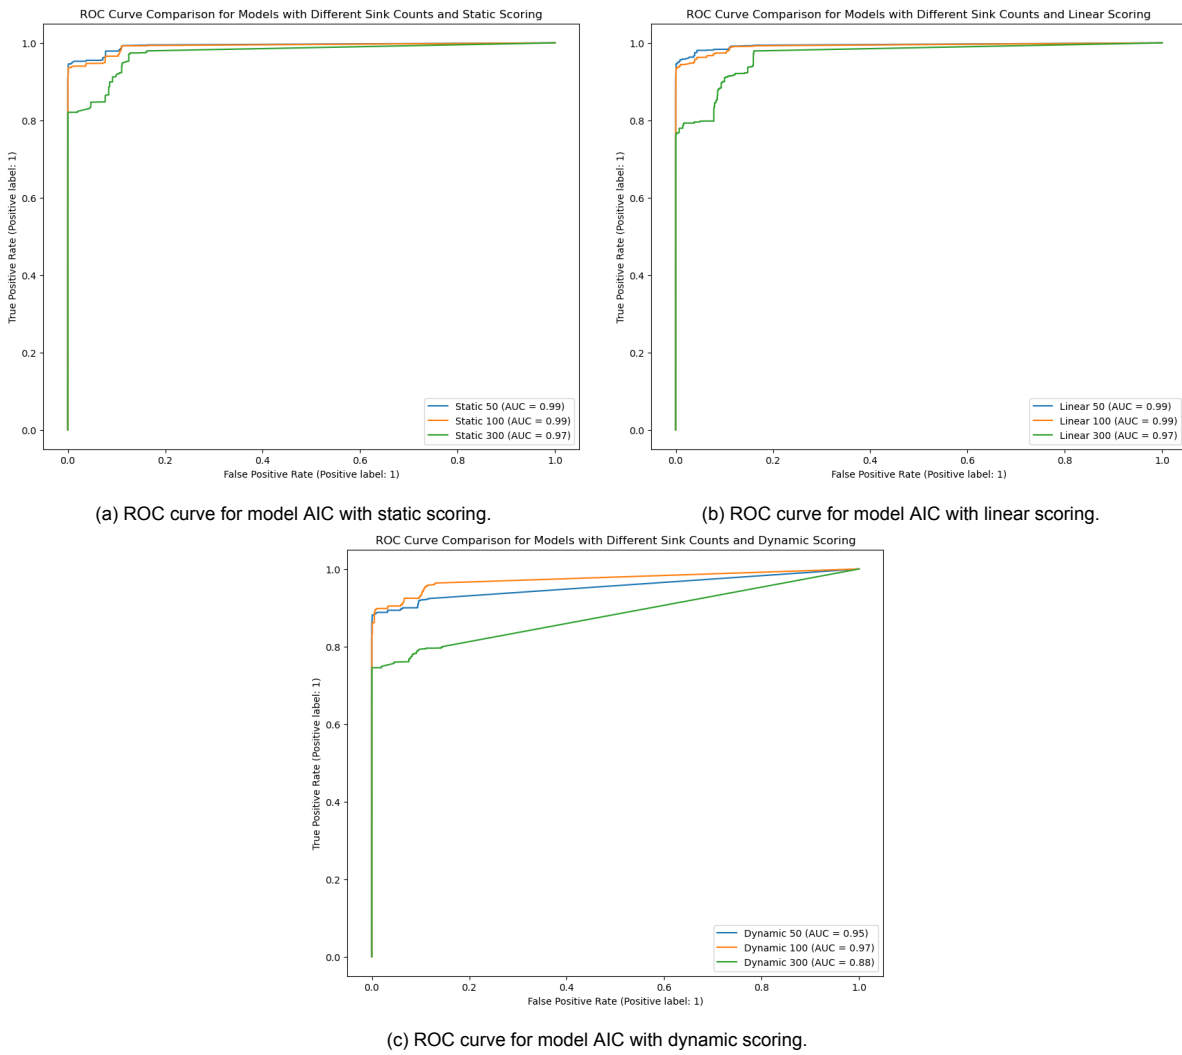 ROC Curve Comparison for Models with Different Sink Counts and Static Scoring
1.0
0.8
0.6
0.4
0.2
0.0
True Positive Rate (Positive label: 1)
Static 50 (AUC = 0.99)
Static 100 (AUC = 0.99)
Static 300 (AUC = 0.97)
0.0 0.2 0.4 0.6 0.8 1.0
False Positive Rate (Positive label: 1)
(a) ROC curve for model AIC with static scoring.
ROC Curve Comparison for Models with Different Sink Counts and Linear Scoring
1.0
0.8
0.6
0.4
0.2
0.0
True Positive Rate (Positive label: 1)
Linear 50 (AUC = 0.99)
Linear 100 (AUC = 0.99)
Linear 300 (AUC = 0.97)
0.0 0.2 0.4 0.6 0.8 1.0
False Positive Rate (Positive label: 1)
(b) ROC curve for model AIC with linear scoring.
ROC Curve Comparison for Models with Different Sink Counts and Dynamic Scoring
1.0
0.8
0.6
0.4
0.2
0.0
True Positive Rate (Positive label: 1)
Dynamic 50 (AUC = 0.95)
Dynamic 100 (AUC = 0.97)
Dynamic 300 (AUC = 0.88)
0.0 0.2 0.4 0.6 0.8 1.0
False Positive Rate (Positive label: 1)
(c) ROC curve for model AIC with dynamic scoring.